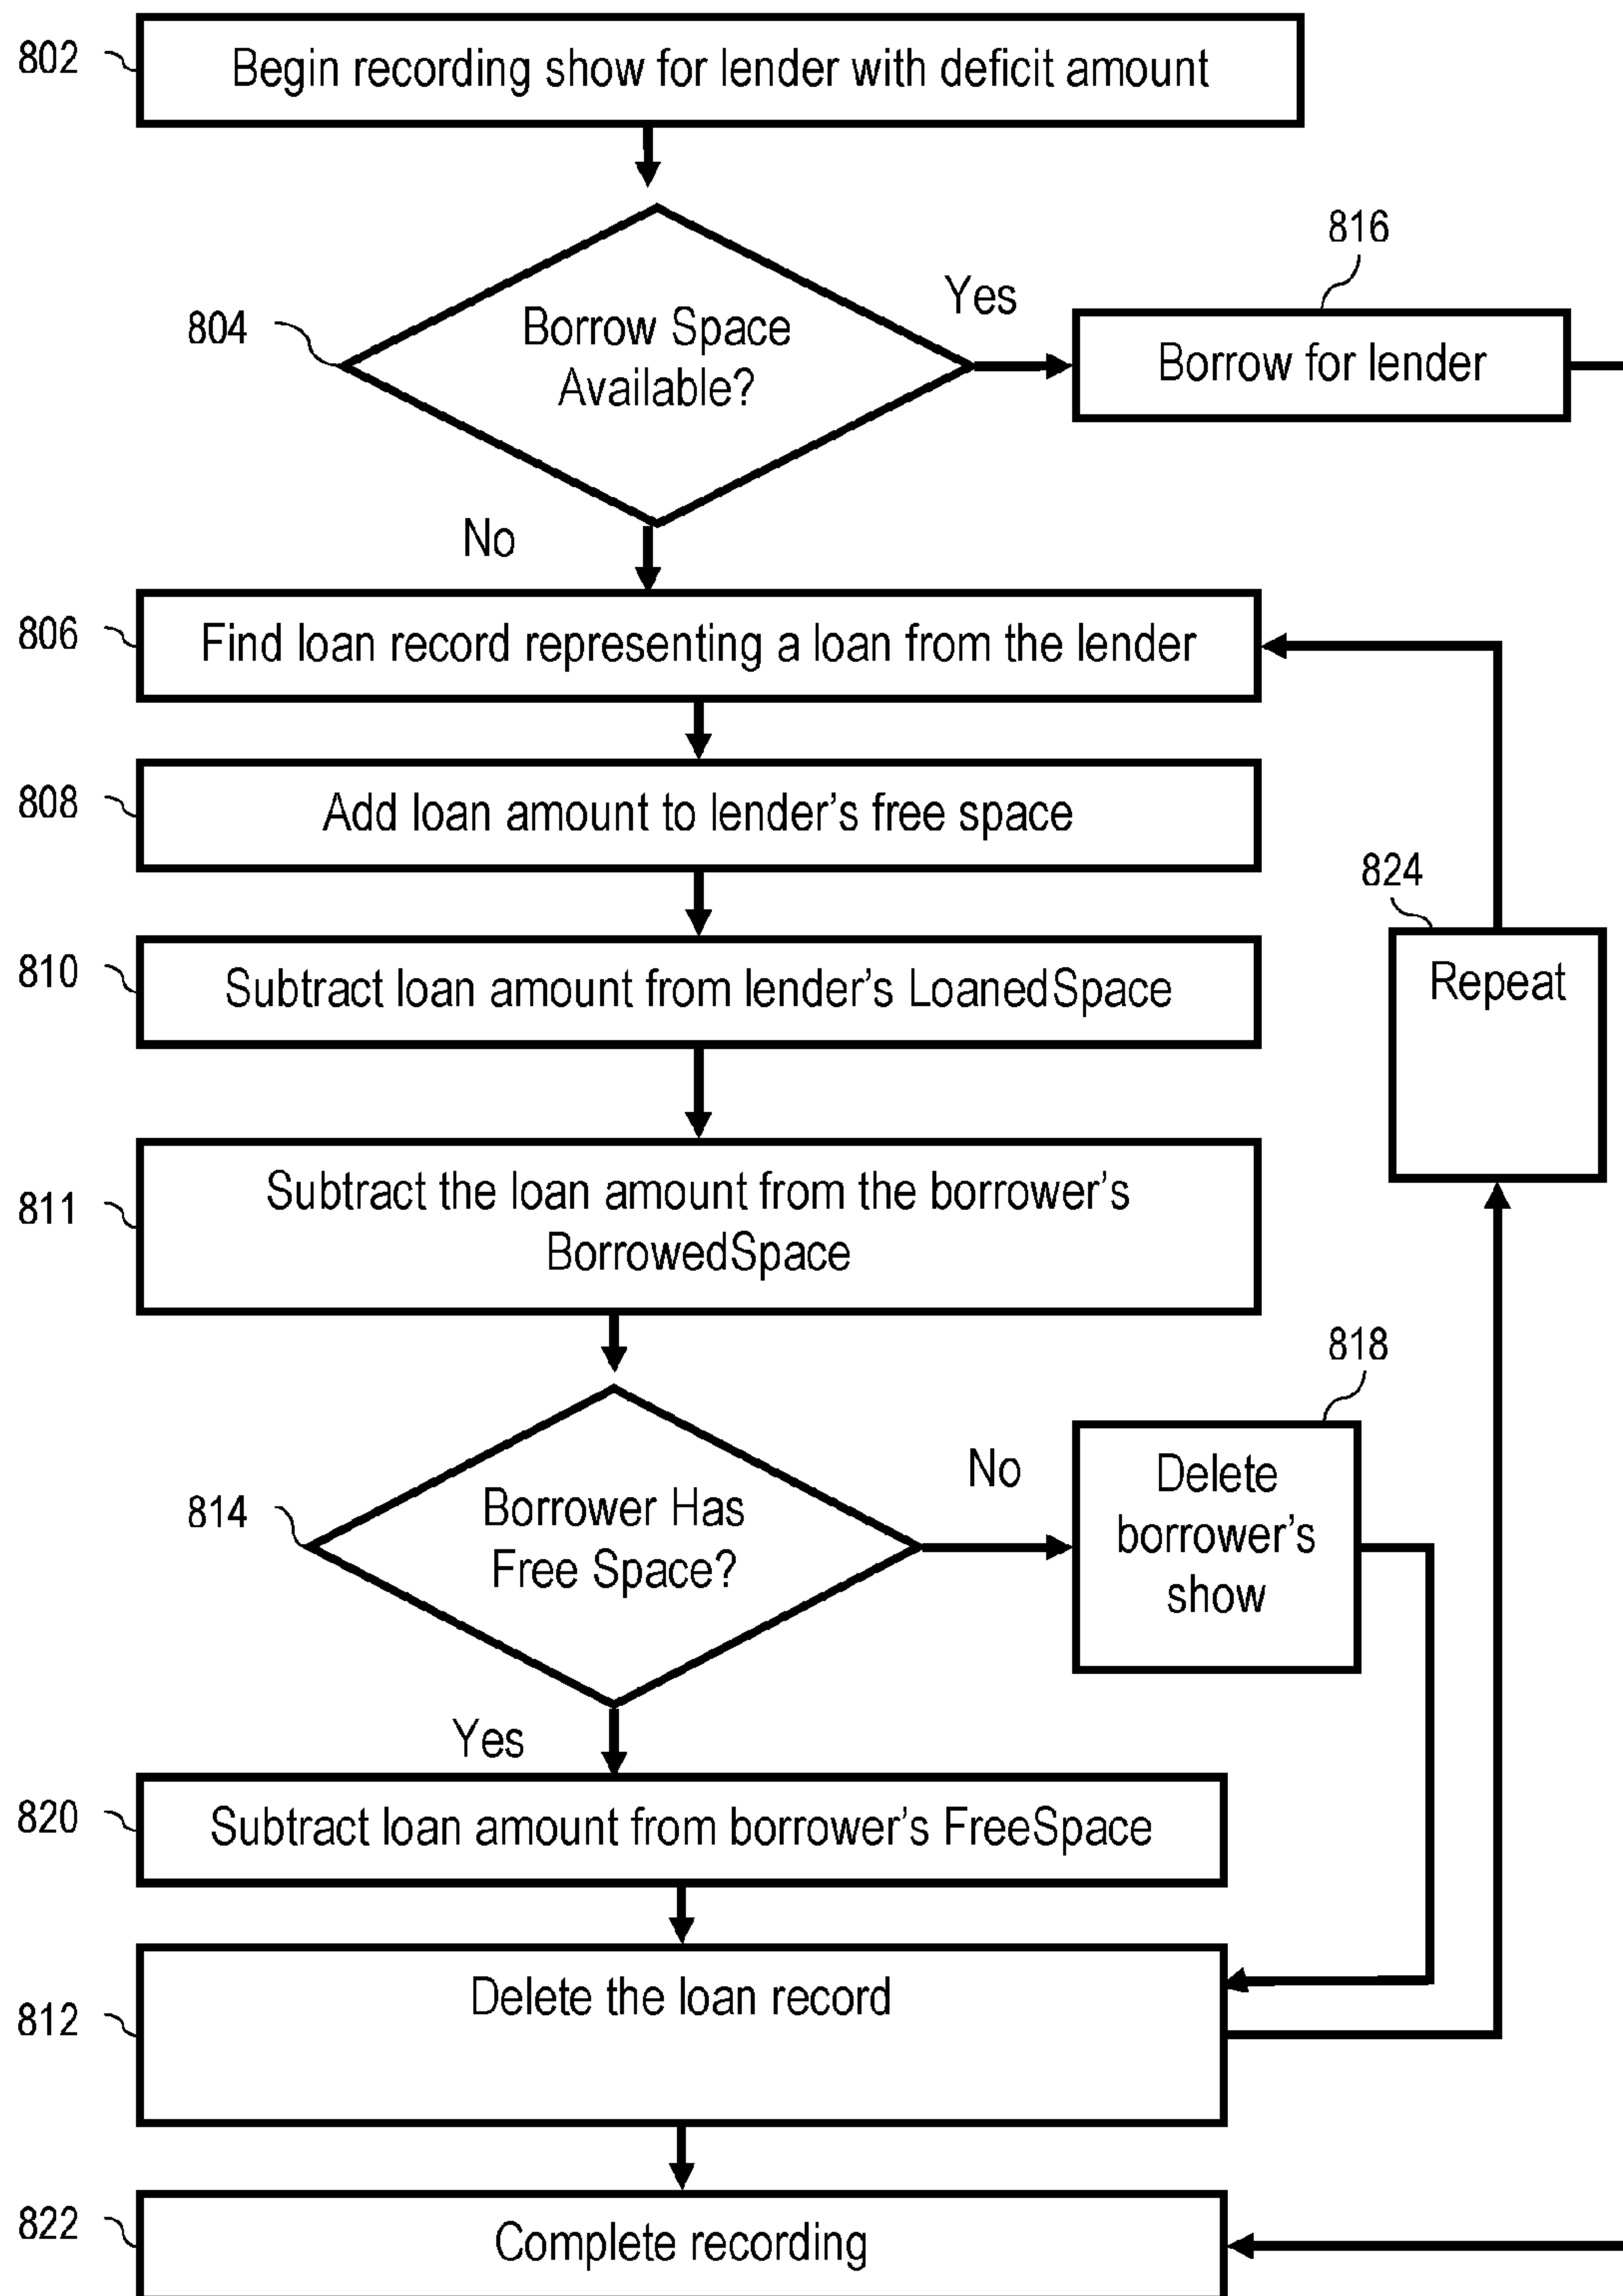 802
Begin recording show for lender with deficit amount
816
Yes
804
Borrow Space
Available?
Borrow for lender
No
806
Find loan record representing a loan from the lender
808
Add loan amount to lender's free space
824
Repeat
810
Subtract loan amount from lender's LoanedSpace
811
Subtract the loan amount from the borrower's
BorrowedSpace
818
No
Delete
borrower's
show
814
Borrower Has
Free Space?
Yes
820
Subtract loan amount from borrower's FreeSpace
812
Delete the loan record
822
Complete recording